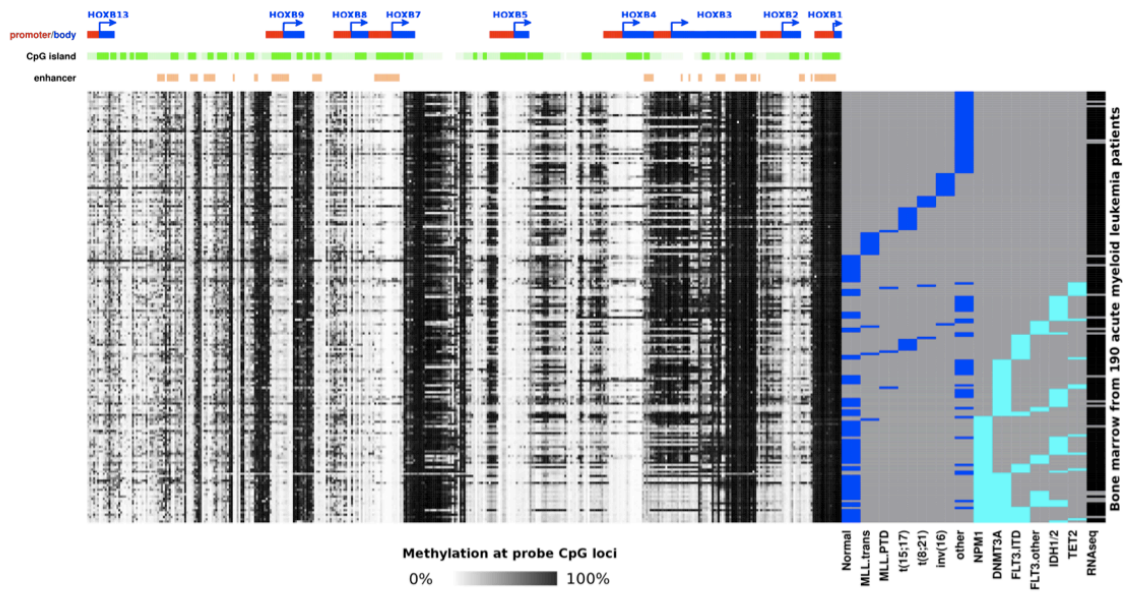 HOXB13 HOXB9 HOXB8 HOXB7 HOXB5 HOXB4 HOXB3 HOXB2 HOXB1
promoter/body
CpG island
enhancer
Bone marrow from 190 acute myeloid leukemia patients
Normal
MLL.trans
MLL.PTD
t(15;17)
t(8;21)
inv(16)
other
NPM1
DNMT3A
FLT3.ITD
FLT3.other
IDH1/2
TET2
RNAseq
Methylation at probe CpG loci
0% 100%